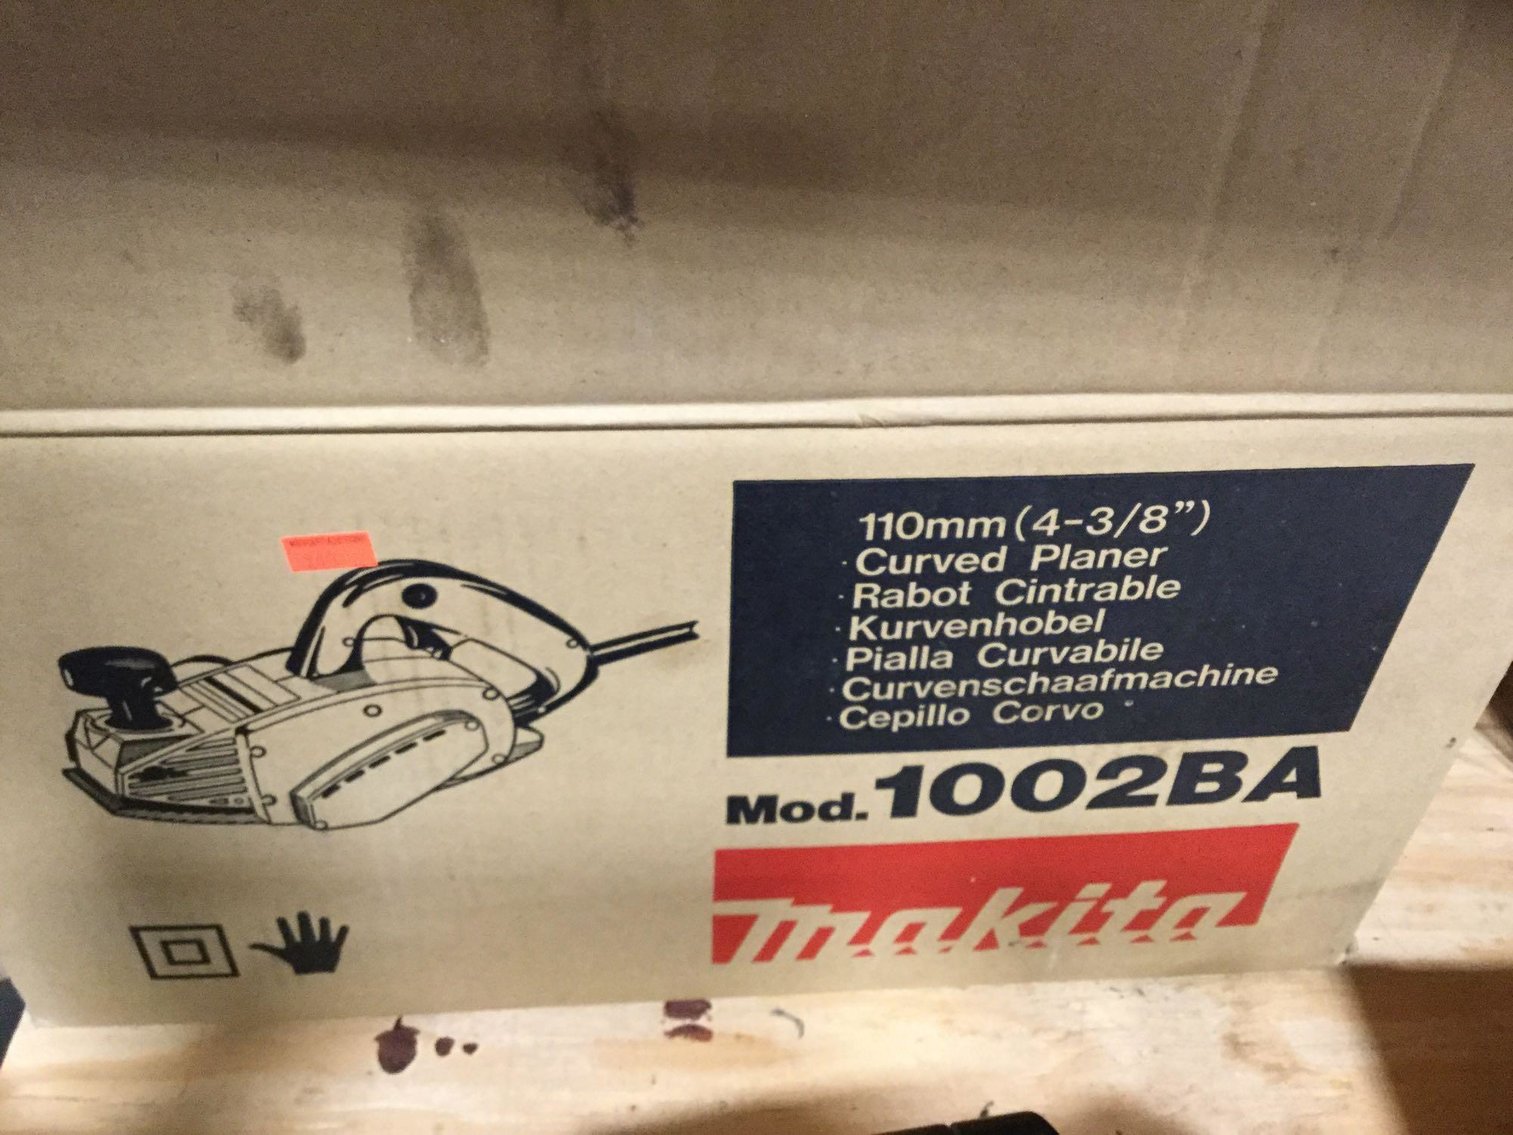 110mm (4-3/8")
· Curved Planer
· Rabot Cintrable
· Kurvenhobel
· Pialla Curvabile
· Curvenschaafmachine
· Cepillo Corvo
Mod. 1002BA
makita